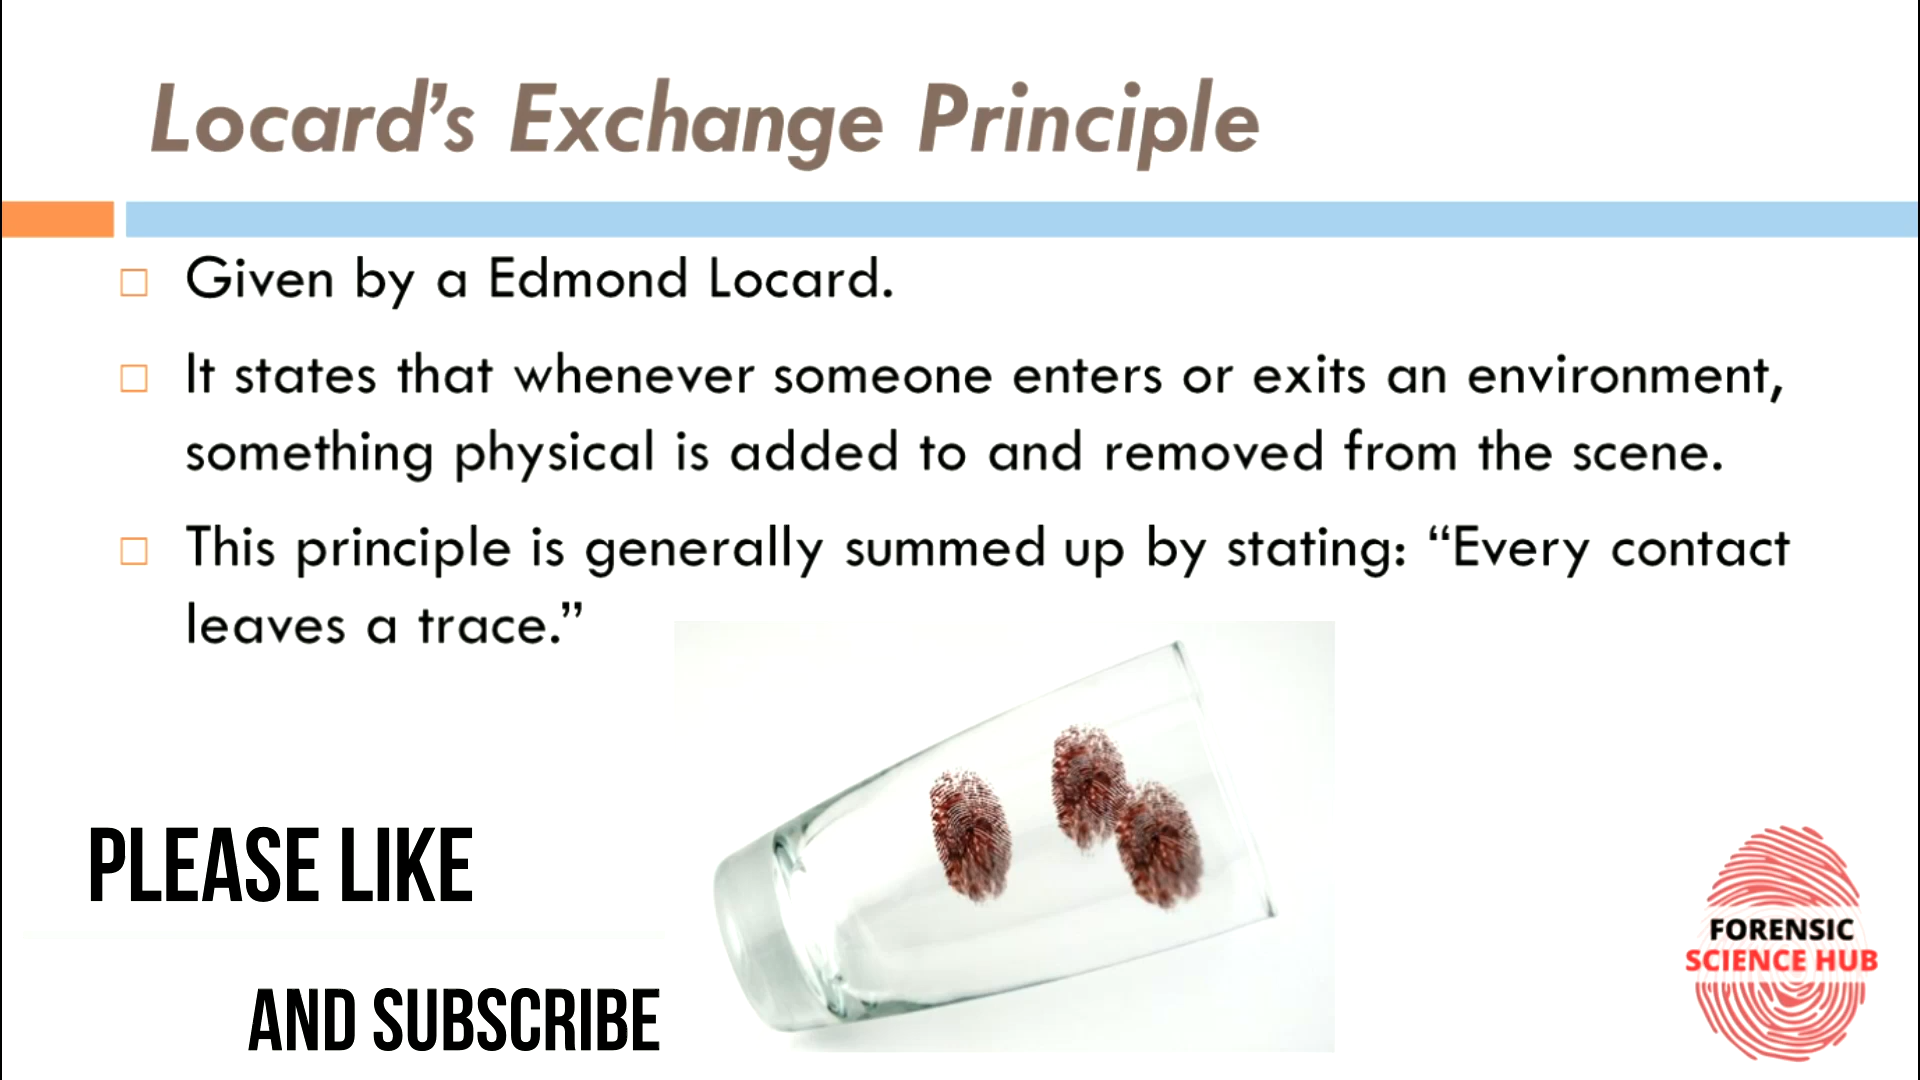 Locard’s Exchange Principle
Given by a Edmond Locard.
It states that whenever someone enters or exits an environment,
something physical is added to and removed from the scene.
This principle is generally summed up by stating: “Every contact
leaves a trace.”
PLEASE LIKE
AND SUBSCRIBE
FORENSIC
SCIENCE HUB